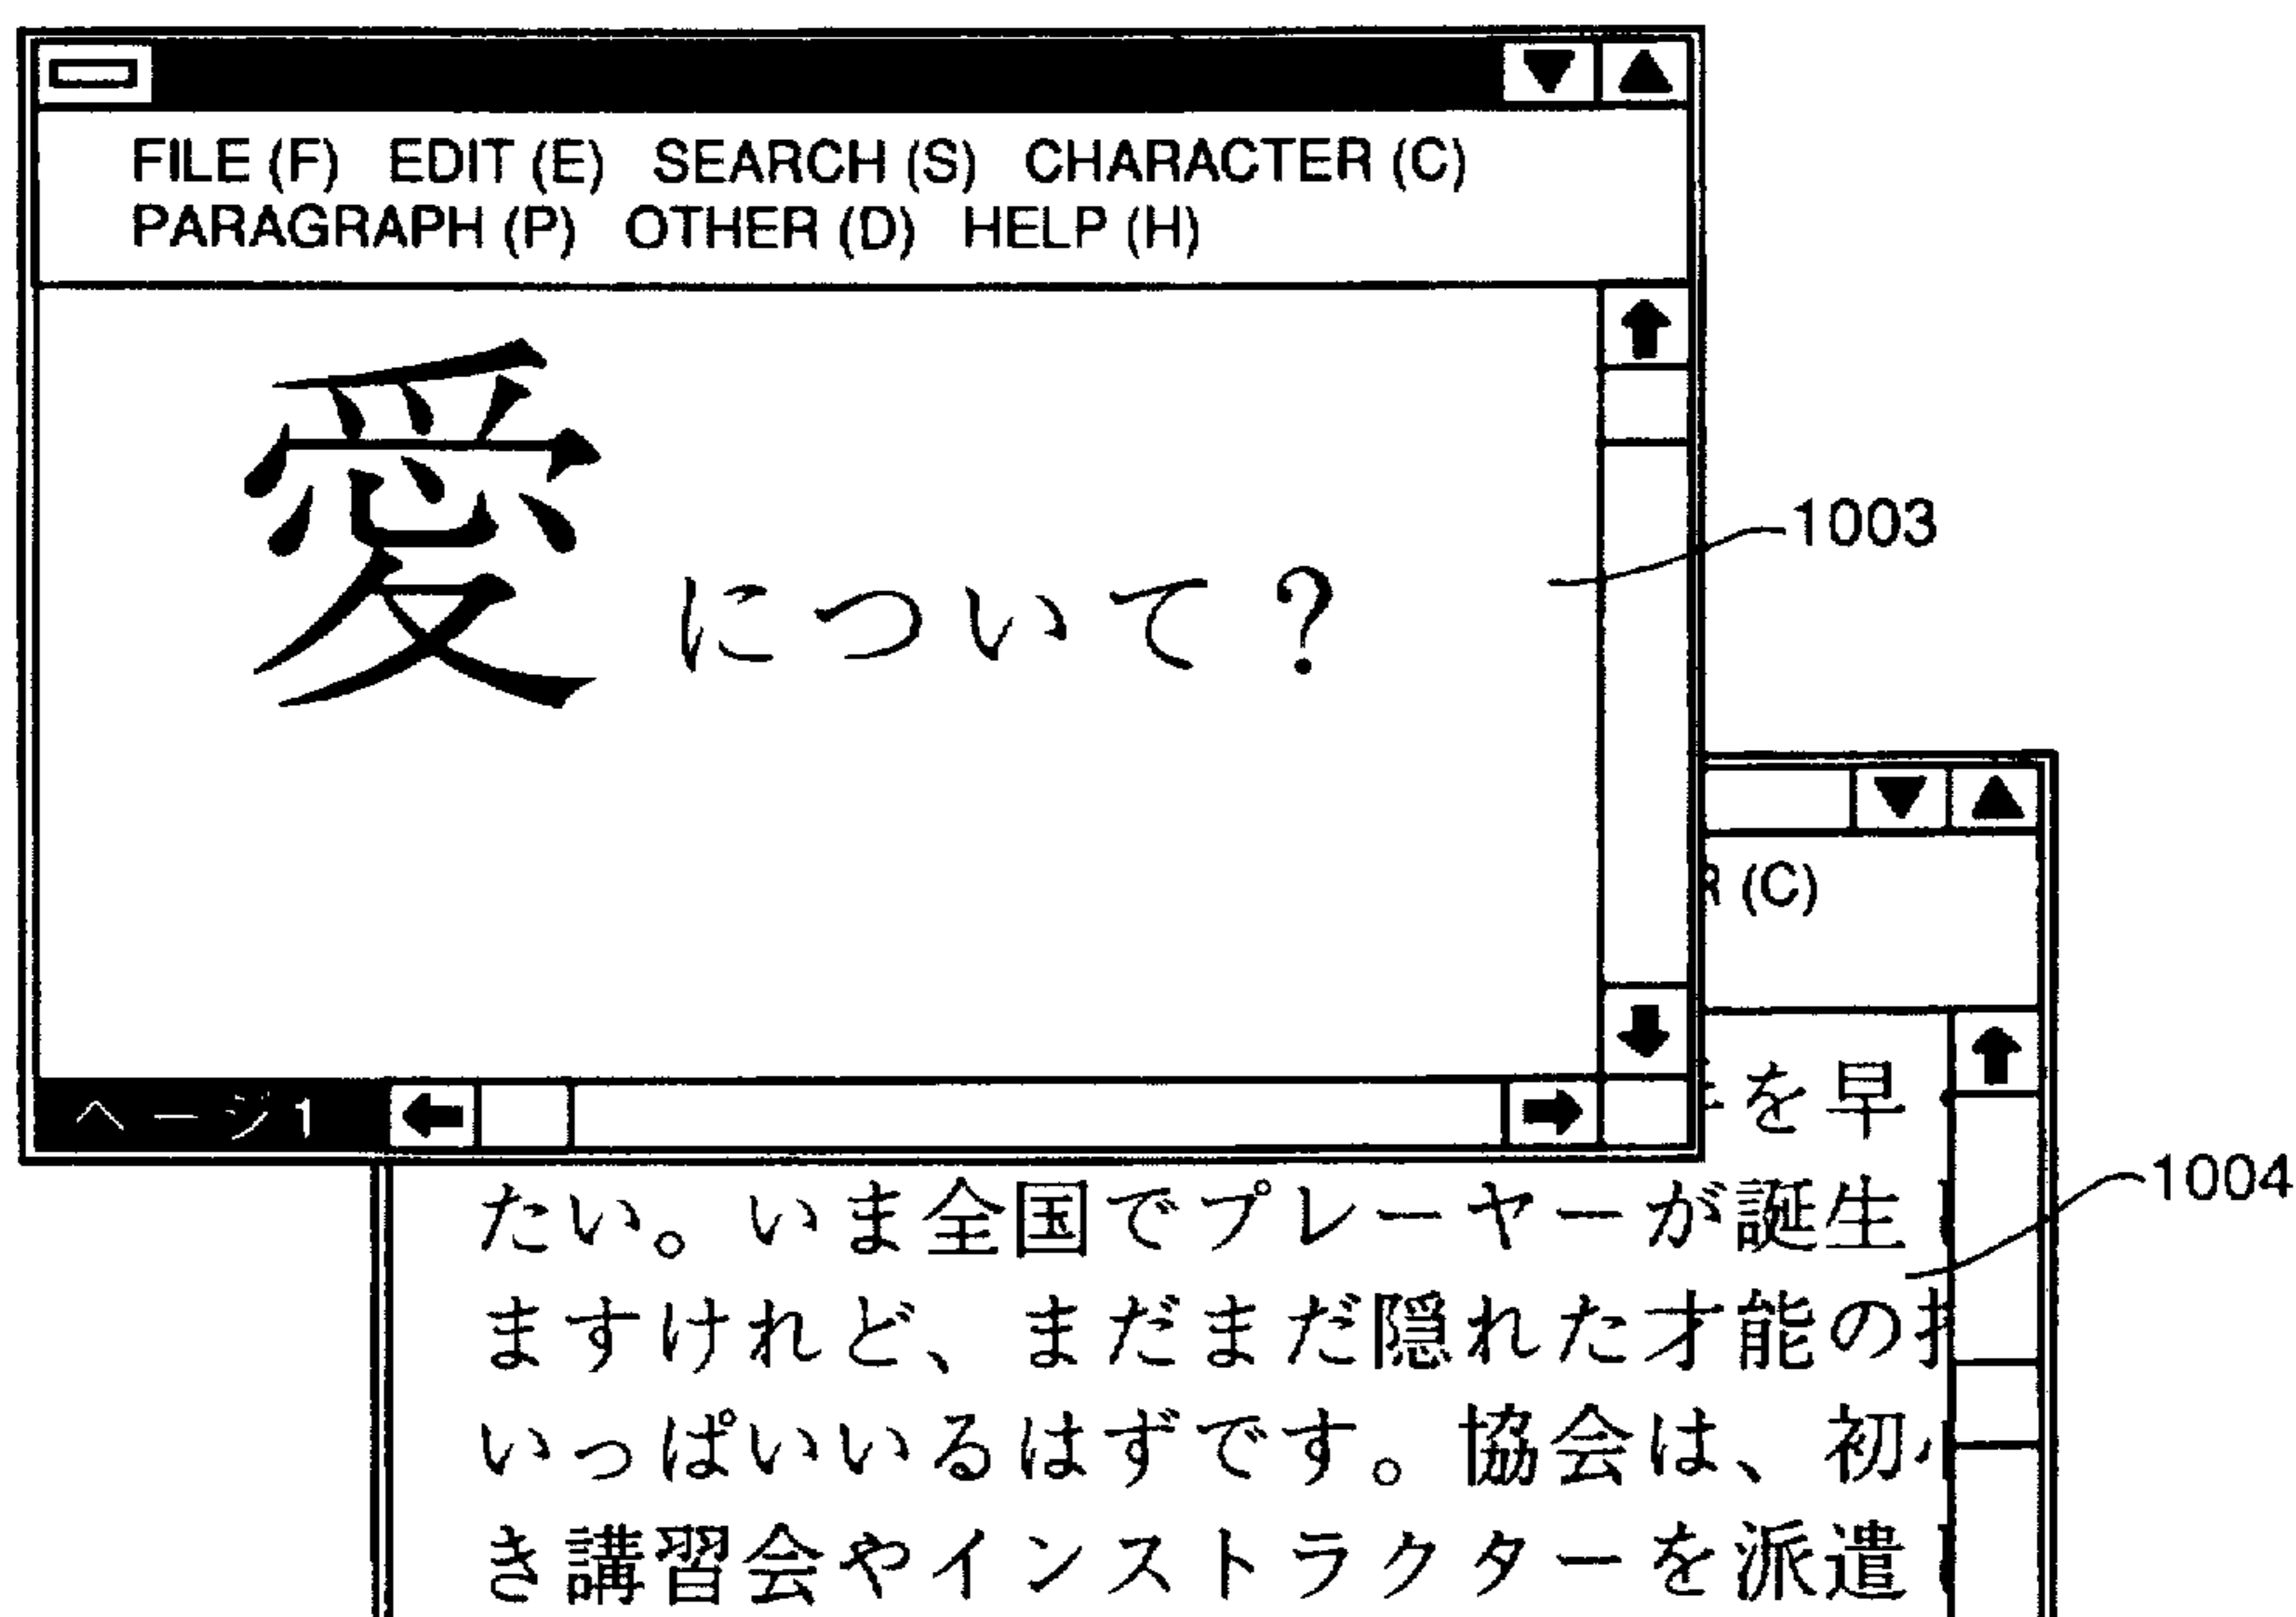 FILE (F) EDIT (E) SEARCH (S) CHARACTER (C)
PARAGRAPH (P) OTHER (D) HELP (H)
愛について？
1003
(C)
を早
ページ1
1004
たい。いま全国でプレーヤーが誕生
ますけれど、まだまだ隠れた才能の
いっぱいいるはずです。協会は、初
き講習会やインストラクターを派遣